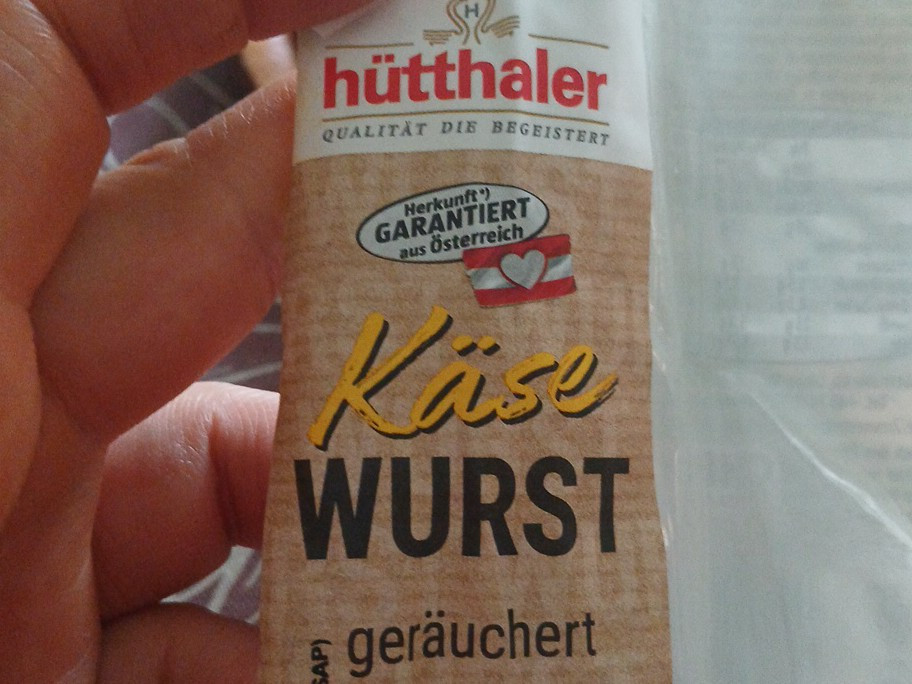 H
hütthaler
QUALITÄT DIE BEGEISTERT
Herkunft*)
GARANTIERT
aus Österreich
Käse
WURST
geräuchert
SAP)